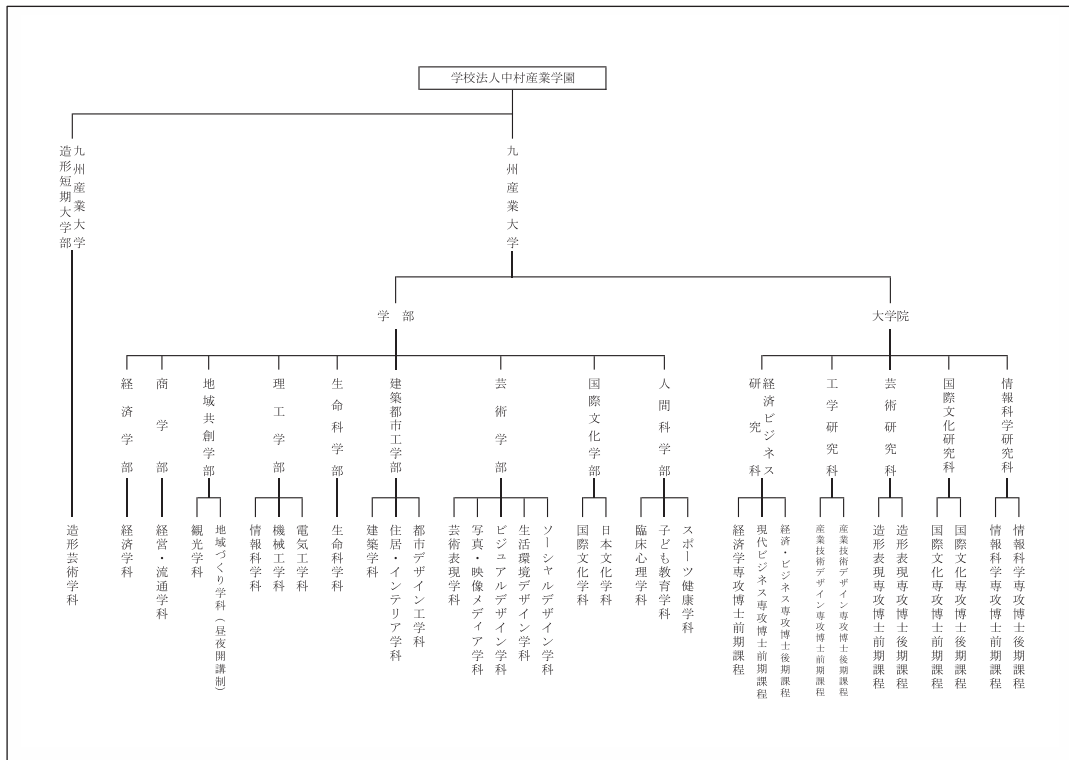 学校法人中村産業学園
九州産業大学
造形短期大学部
九州産業大学
学部
大学院
経済学部
商学部
地域共創学部
理工学部
生命科学部
建築都市工学部
芸術学部
国際文化学部
人間科学部
経済ビジネス
研究科
工学研究科
芸術研究科
国際文化研究科
情報科学研究科
造形芸術学科
経済学科
経営・流通学科
観光学科
地域づくり学科（昼夜開講制）
情報科学科
機械工学科
電気工学科
生命科学科
建築学科
住居・インテリア学科
都市デザイン工学科
芸術表現学科
写真・映像メディア学科
ビジュアルデザイン学科
生活環境デザイン学科
ソーシャルデザイン学科
国際文化学科
日本文化学科
臨床心理学科
子ども教育学科
スポーツ健康学科
経済学専攻博士前期課程
現代ビジネス専攻博士前期課程
経済・ビジネス専攻博士後期課程
産業技術デザイン専攻博士前期課程
産業技術デザイン専攻博士後期課程
造形表現専攻博士前期課程
造形表現専攻博士後期課程
国際文化専攻博士前期課程
国際文化専攻博士後期課程
情報科学専攻博士前期課程
情報科学専攻博士後期課程